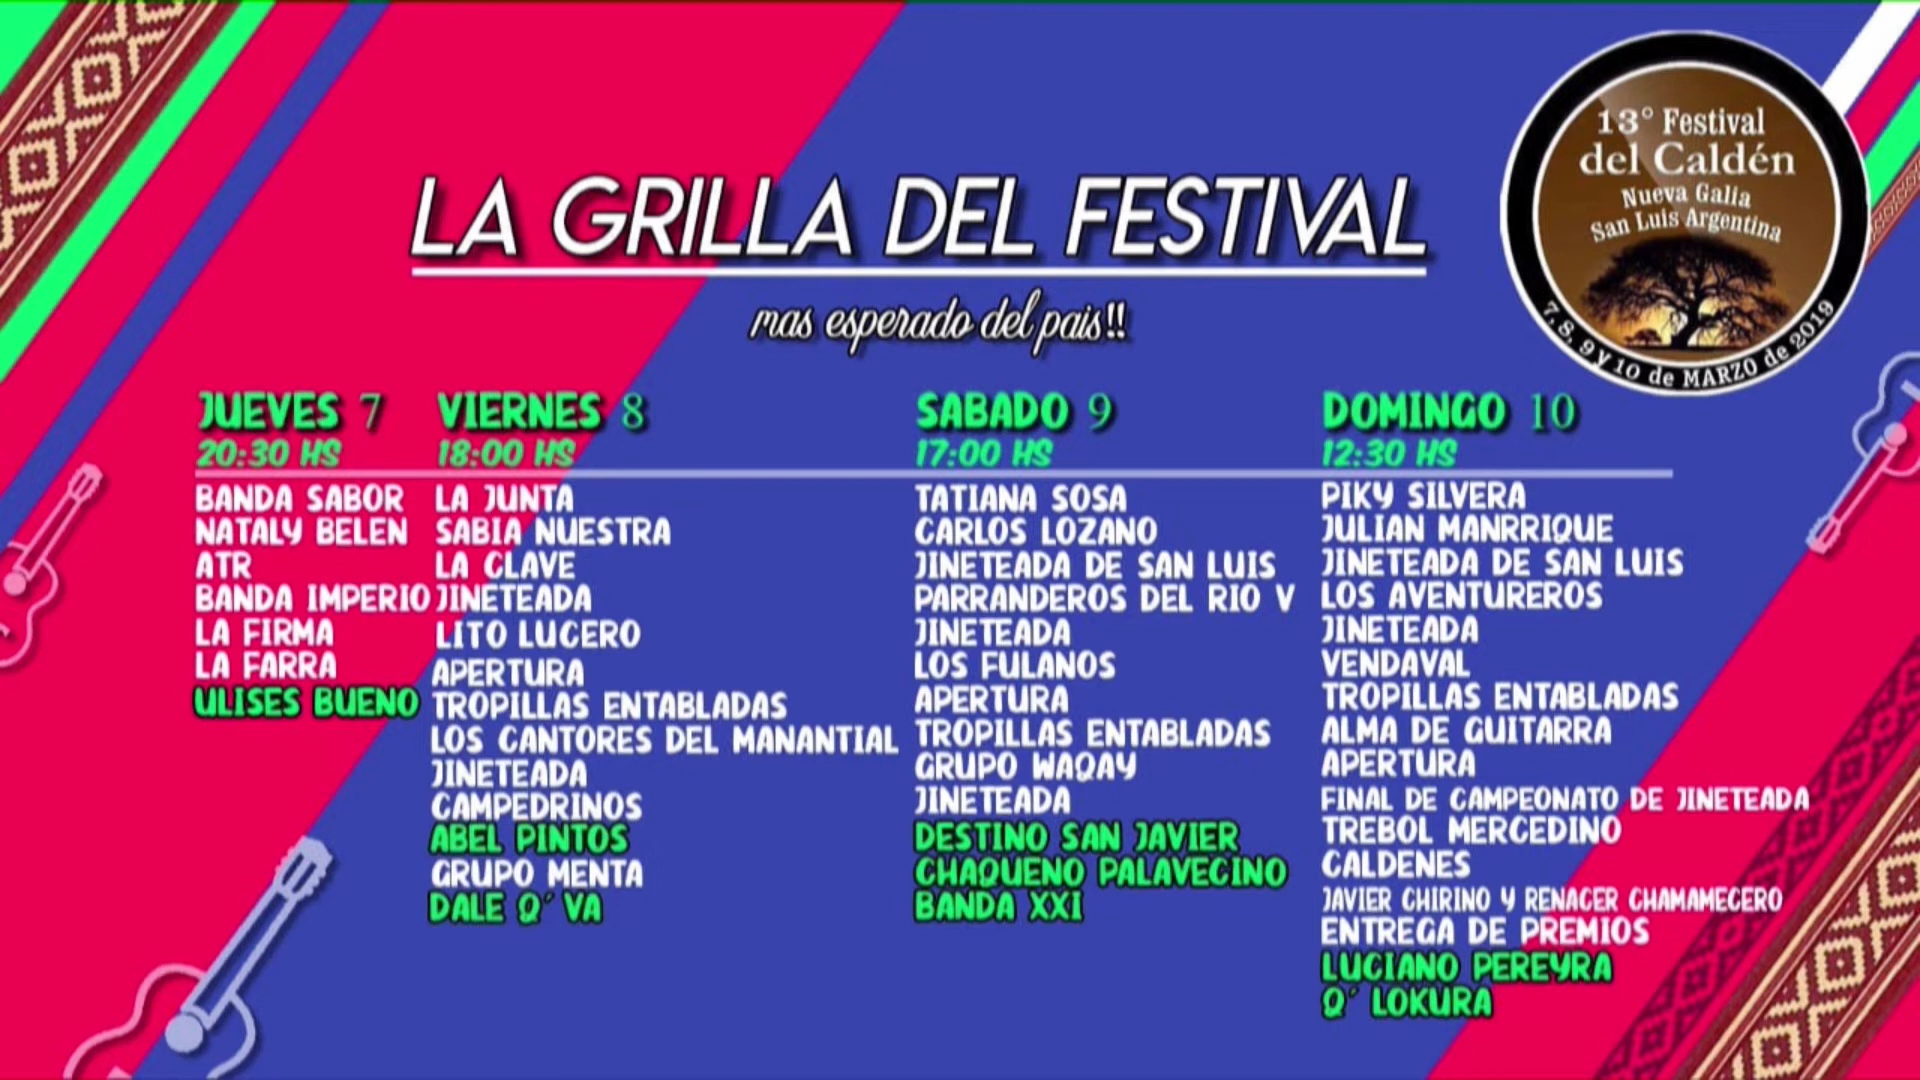 13° Festival
del Caldén
Nueva Galia
San Luis Argentina
7, 8, 9 y 10 de MARZO de 2019
LA GRILLA DEL FESTIVAL
mas esperado del pais!!
JUEVES 7
20:30 HS
BANDA SABOR
NATALY BELEN
ATR
BANDA IMPERIO
LA FIRMA
LA FARRA
ULISES BUENO
VIERNES 8
18:00 HS
LA JUNTA
SABIA NUESTRA
LA CLAVE
JINETEADA
LITO LUCERO
APERTURA
TROPILLAS ENTABLADAS
LOS CANTORES DEL MANANTIAL
JINETEADA
CAMPEDRINOS
ABEL PINTOS
GRUPO MENTA
DALE Q´ VA
SABADO 9
17:00 HS
TATIANA SOSA
CARLOS LOZANO
JINETEADA DE SAN LUIS
PARRANDEROS DEL RIO V
JINETEADA
LOS FULANOS
APERTURA
TROPILLAS ENTABLADAS
GRUPO WAQAY
JINETEADA
DESTINO SAN JAVIER
CHAQUENO PALAVECINO
BANDA XXI
DOMINGO 10
12:30 HS
PIKY SILVERA
JULIAN MANRRIQUE
JINETEADA DE SAN LUIS
LOS AVENTUREROS
JINETEADA
VENDAVAL
TROPILLAS ENTABLADAS
ALMA DE GUITARRA
APERTURA
FINAL DE CAMPEONATO DE JINETEADA
TREBOL MERCEDINO
CALDENES
JAVIER CHIRINO Y RENACER CHAMAMECERO
ENTREGA DE PREMIOS
LUCIANO PEREYRA
Q´ LOKURA